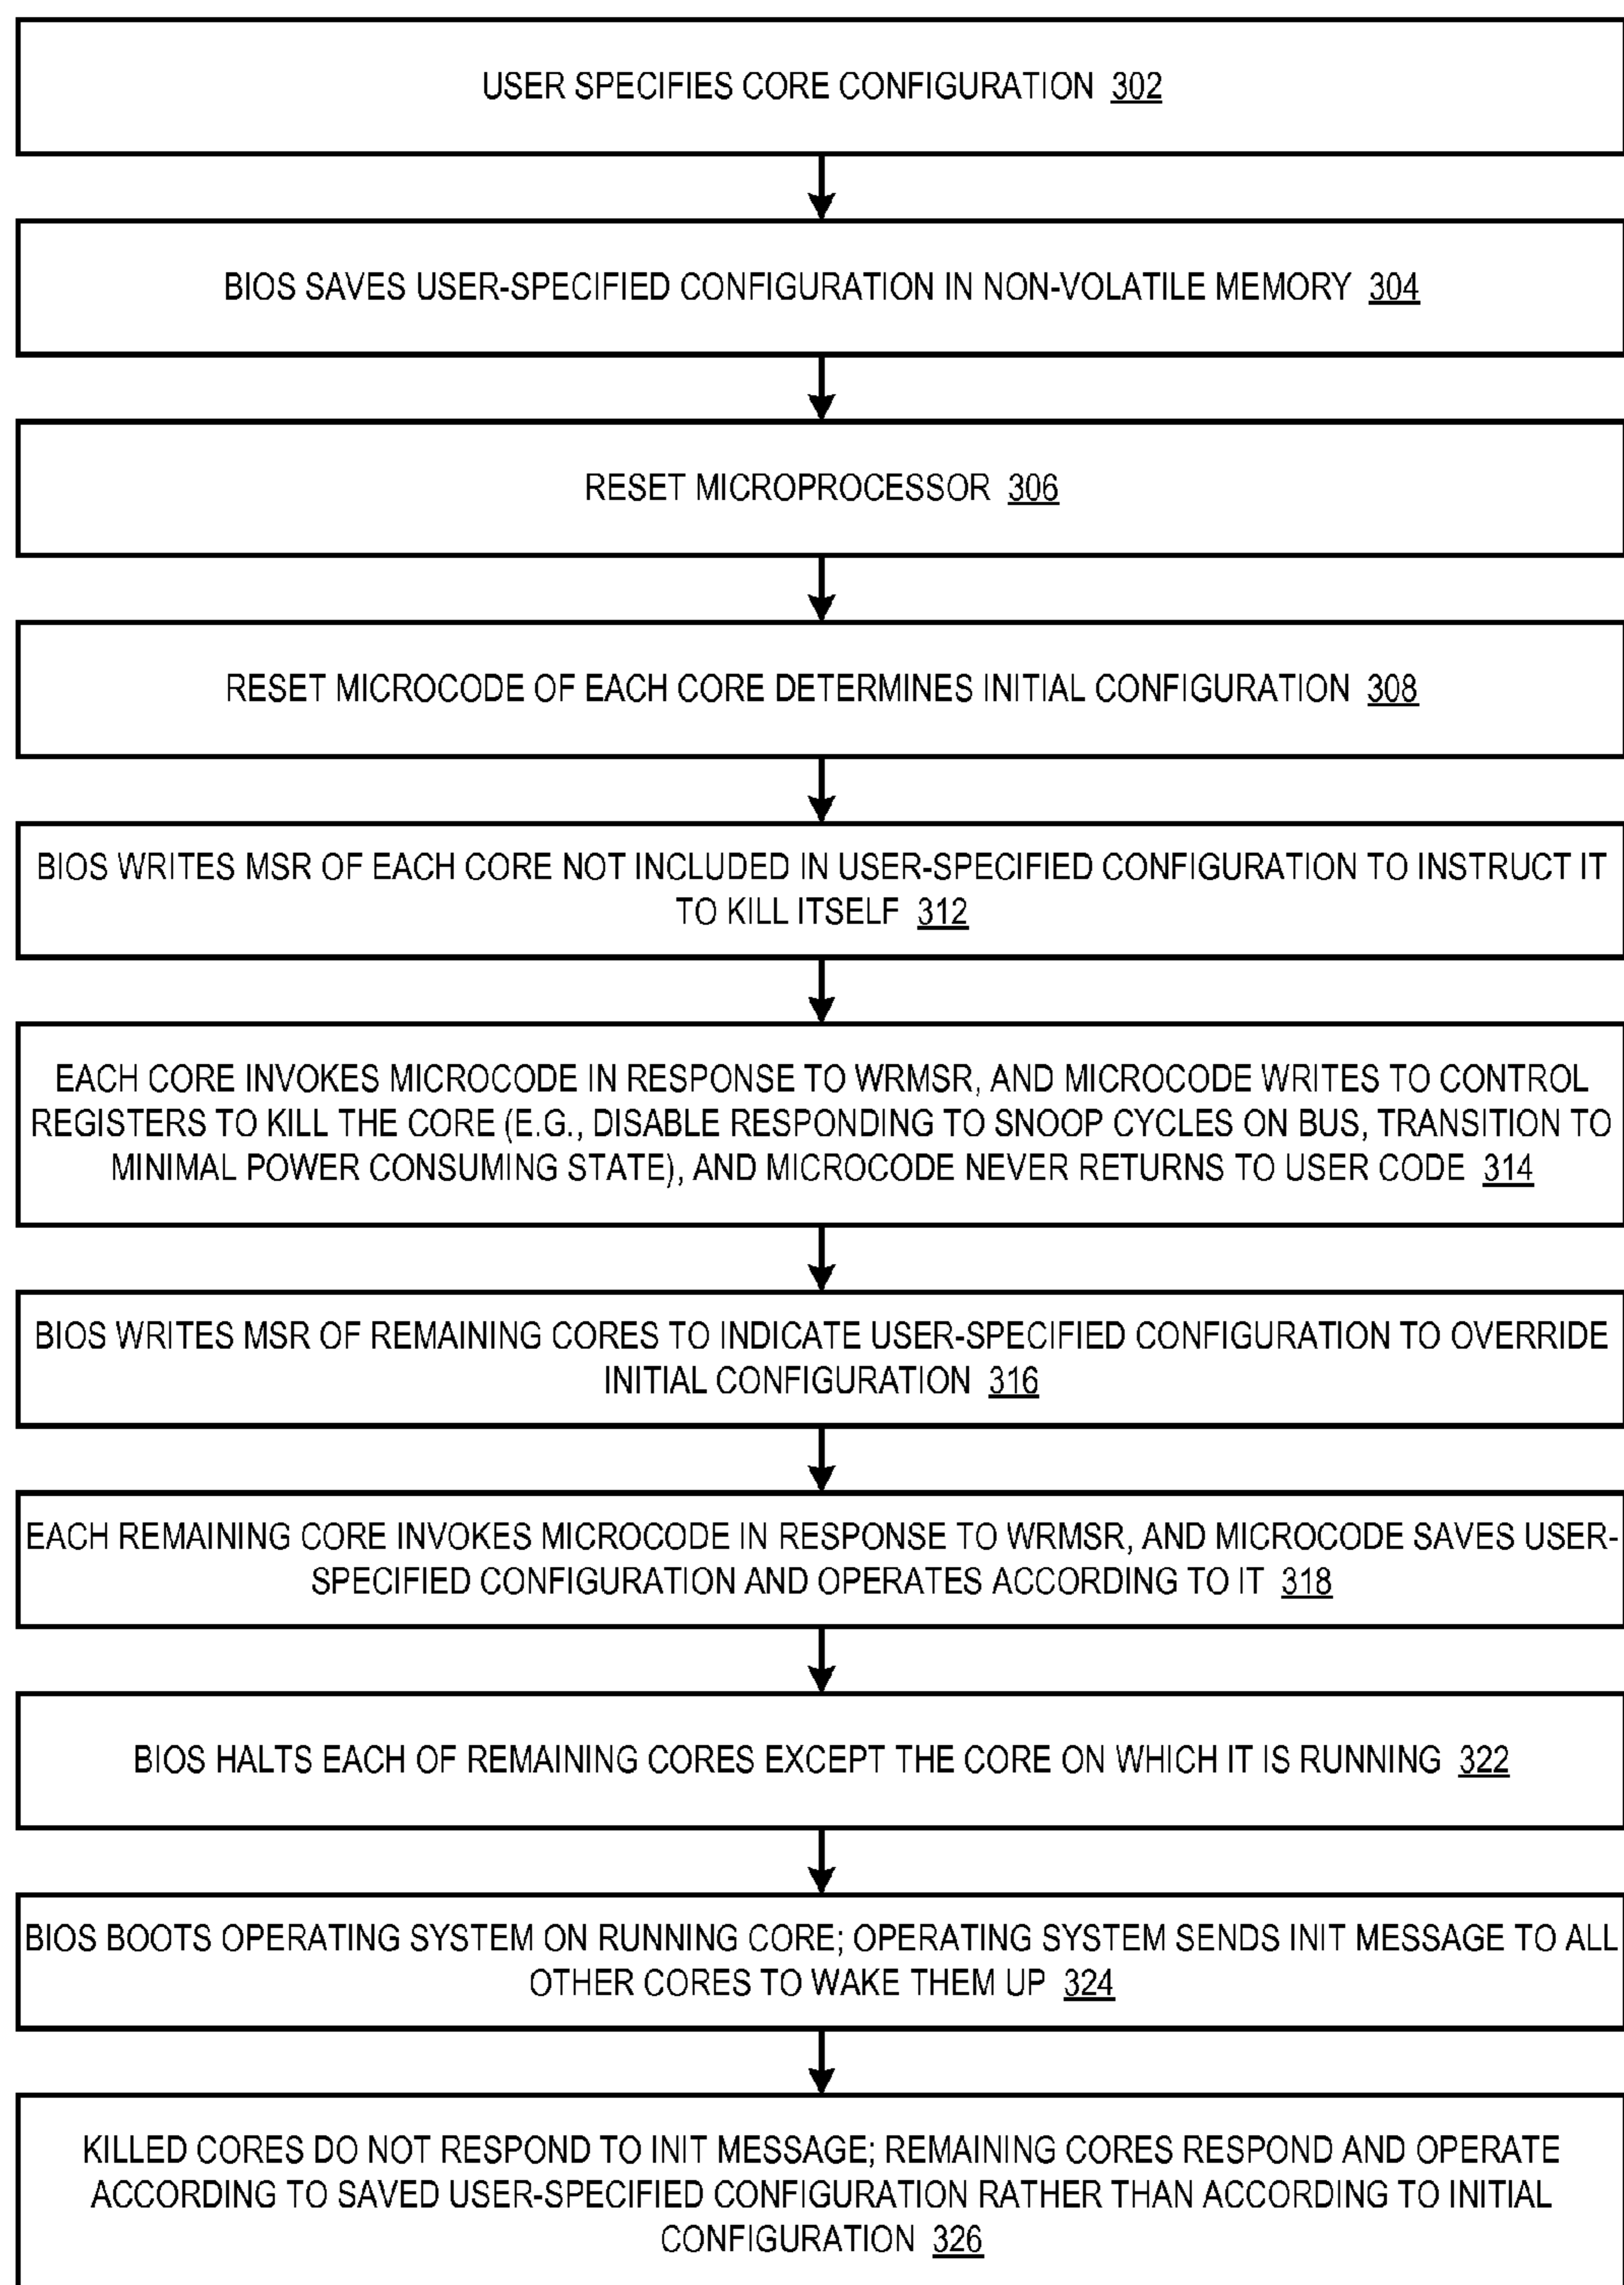 USER SPECIFIES CORE CONFIGURATION 302
BIOS SAVES USER-SPECIFIED CONFIGURATION IN NON-VOLATILE MEMORY 304
RESET MICROPROCESSOR 306
RESET MICROCODE OF EACH CORE DETERMINES INITIAL CONFIGURATION 308
BIOS WRITES MSR OF EACH CORE NOT INCLUDED IN USER-SPECIFIED CONFIGURATION TO INSTRUCT IT
TO KILL ITSELF 312
EACH CORE INVOKES MICROCODE IN RESPONSE TO WRMSR, AND MICROCODE WRITES TO CONTROL
REGISTERS TO KILL THE CORE (E.G., DISABLE RESPONDING TO SNOOP CYCLES ON BUS, TRANSITION TO
MINIMAL POWER CONSUMING STATE), AND MICROCODE NEVER RETURNS TO USER CODE 314
BIOS WRITES MSR OF REMAINING CORES TO INDICATE USER-SPECIFIED CONFIGURATION TO OVERRIDE
INITIAL CONFIGURATION 316
EACH REMAINING CORE INVOKES MICROCODE IN RESPONSE TO WRMSR, AND MICROCODE SAVES USER-
SPECIFIED CONFIGURATION AND OPERATES ACCORDING TO IT 318
BIOS HALTS EACH OF REMAINING CORES EXCEPT THE CORE ON WHICH IT IS RUNNING 322
BIOS BOOTS OPERATING SYSTEM ON RUNNING CORE; OPERATING SYSTEM SENDS INIT MESSAGE TO ALL
OTHER CORES TO WAKE THEM UP 324
KILLED CORES DO NOT RESPOND TO INIT MESSAGE; REMAINING CORES RESPOND AND OPERATE
ACCORDING TO SAVED USER-SPECIFIED CONFIGURATION RATHER THAN ACCORDING TO INITIAL
CONFIGURATION 326